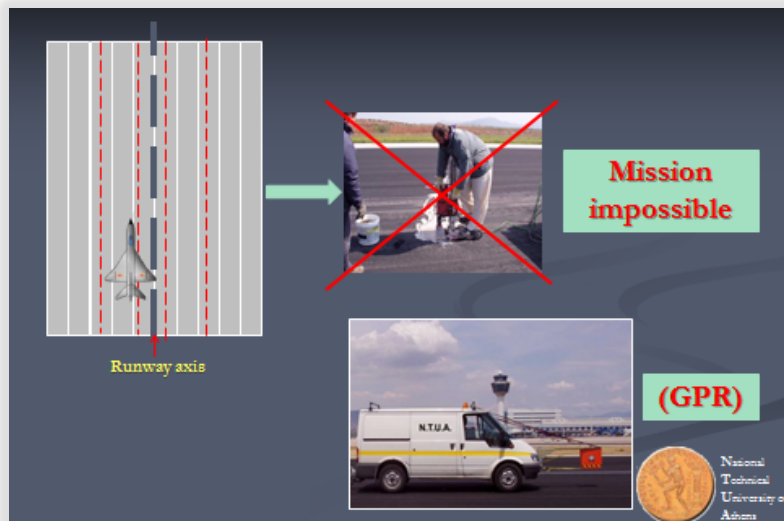 Mission
impossible
Runway axis
N.T.U.A.
(GPR)
National
Technical
University of
Athens